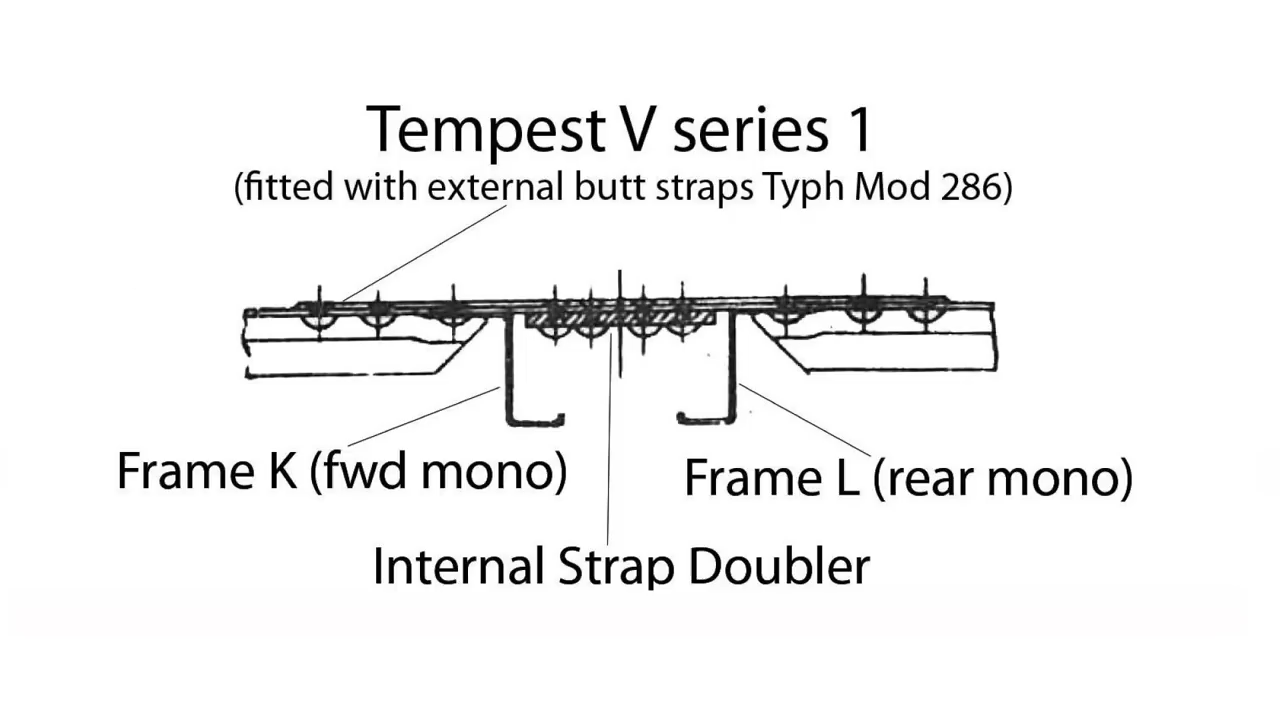 Tempest V series 1
(fitted with external butt straps Typh Mod 286)
Frame K (fwd mono)
Frame L (rear mono)
Internal Strap Doubler